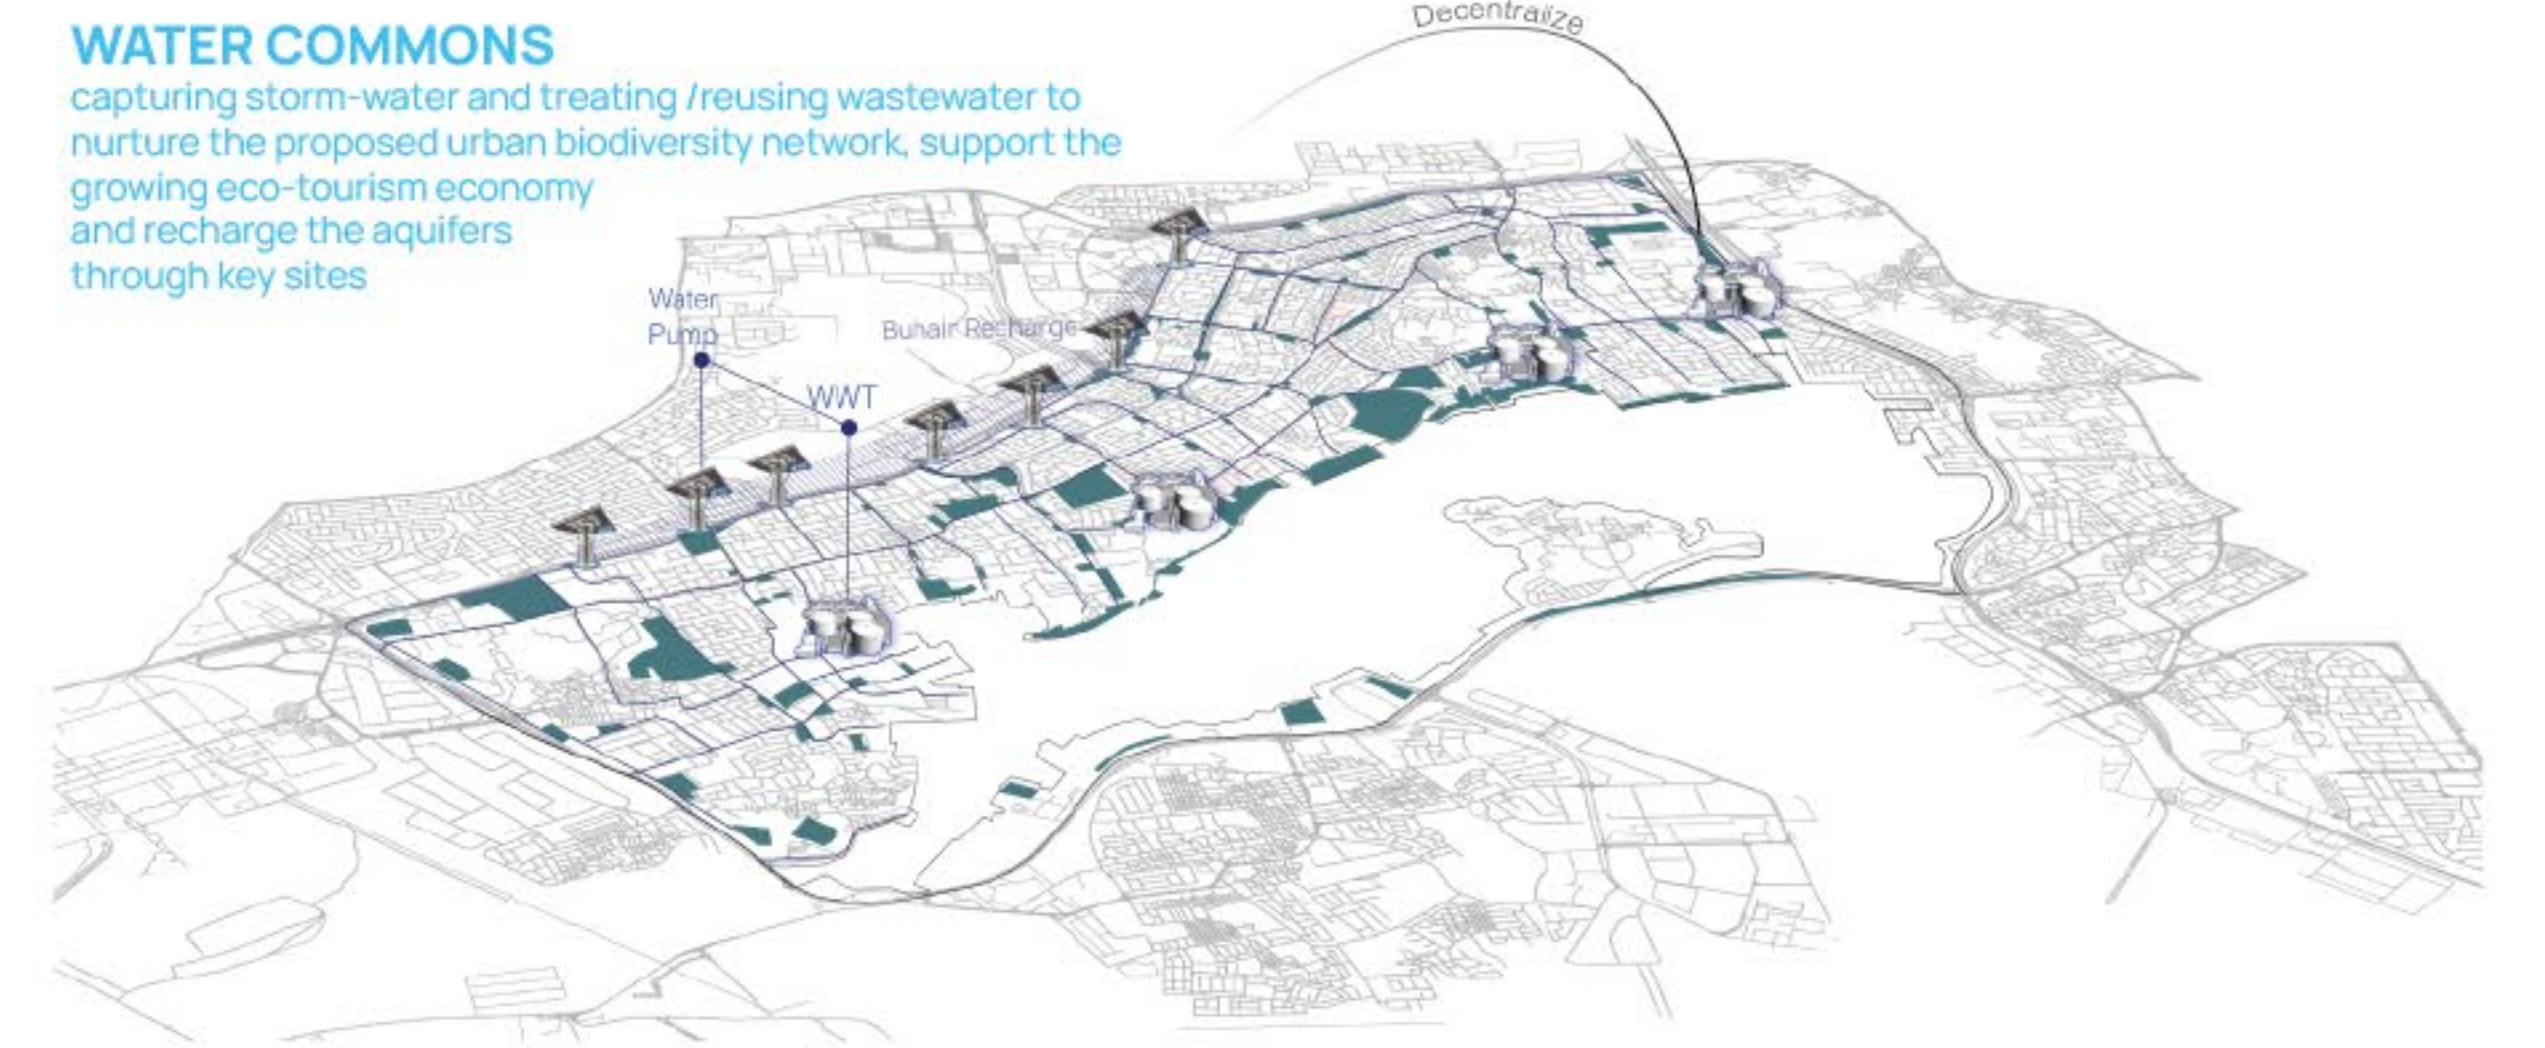 WATER COMMONS
capturing storm-water and treating /reusing wastewater to
nurture the proposed urban biodiversity network, support the
growing eco-tourism economy
and recharge the aquifers
through key sites
Decentralize
Water
Pump
Buhair Recharge
WWT